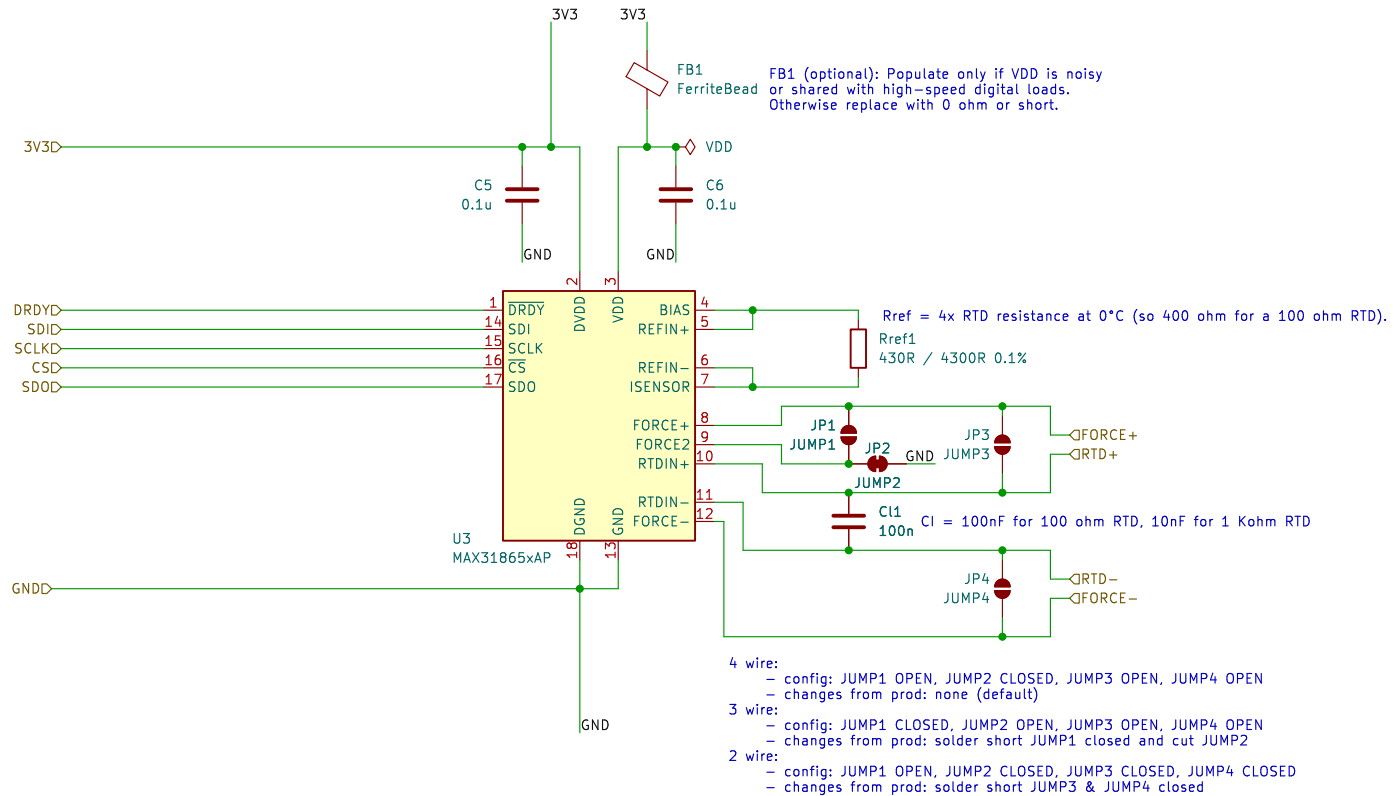 3V3
3V3
FB1
FerriteBead
FB1 (optional): Populate only if VDD is noisy
or shared with high-speed digital loads.
Otherwise replace with 0 ohm or short.
3V3
VDD
C5
0.1u
C6
0.1u
GND
GND
2
3
DRDY
1
DRDY
DVDD
VDD
BIAS
4
SDI
14
SDI
REFIN+
5
SCLK
15
SCLK
CS
16
CS
REFIN-
6
SDO
17
SDO
ISENSOR
7
Rref = 4x RTD resistance at 0°C (so 400 ohm for a 100 ohm RTD).
Rref1
430R / 4300R 0.1%
FORCE+
8
FORCE2
9
RTDIN+
10
JP1
JUMP1
JP2
JUMP2
GND
JP3
JUMP3
FORCE+
RTD+
RTDIN-
11
FORCE-
12
DGND
GND
18
13
Cl1
100n
Cl = 100nF for 100 ohm RTD, 10nF for 1 Kohm RTD
U3
MAX31865xAP
GND
JP4
JUMP4
RTD-
FORCE-
GND
4 wire:
- config: JUMP1 OPEN, JUMP2 CLOSED, JUMP3 OPEN, JUMP4 OPEN
- changes from prod: none (default)
3 wire:
- config: JUMP1 CLOSED, JUMP2 OPEN, JUMP3 OPEN, JUMP4 OPEN
- changes from prod: solder short JUMP1 closed and cut JUMP2
2 wire:
- config: JUMP1 OPEN, JUMP2 CLOSED, JUMP3 CLOSED, JUMP4 CLOSED
- changes from prod: solder short JUMP3 & JUMP4 closed